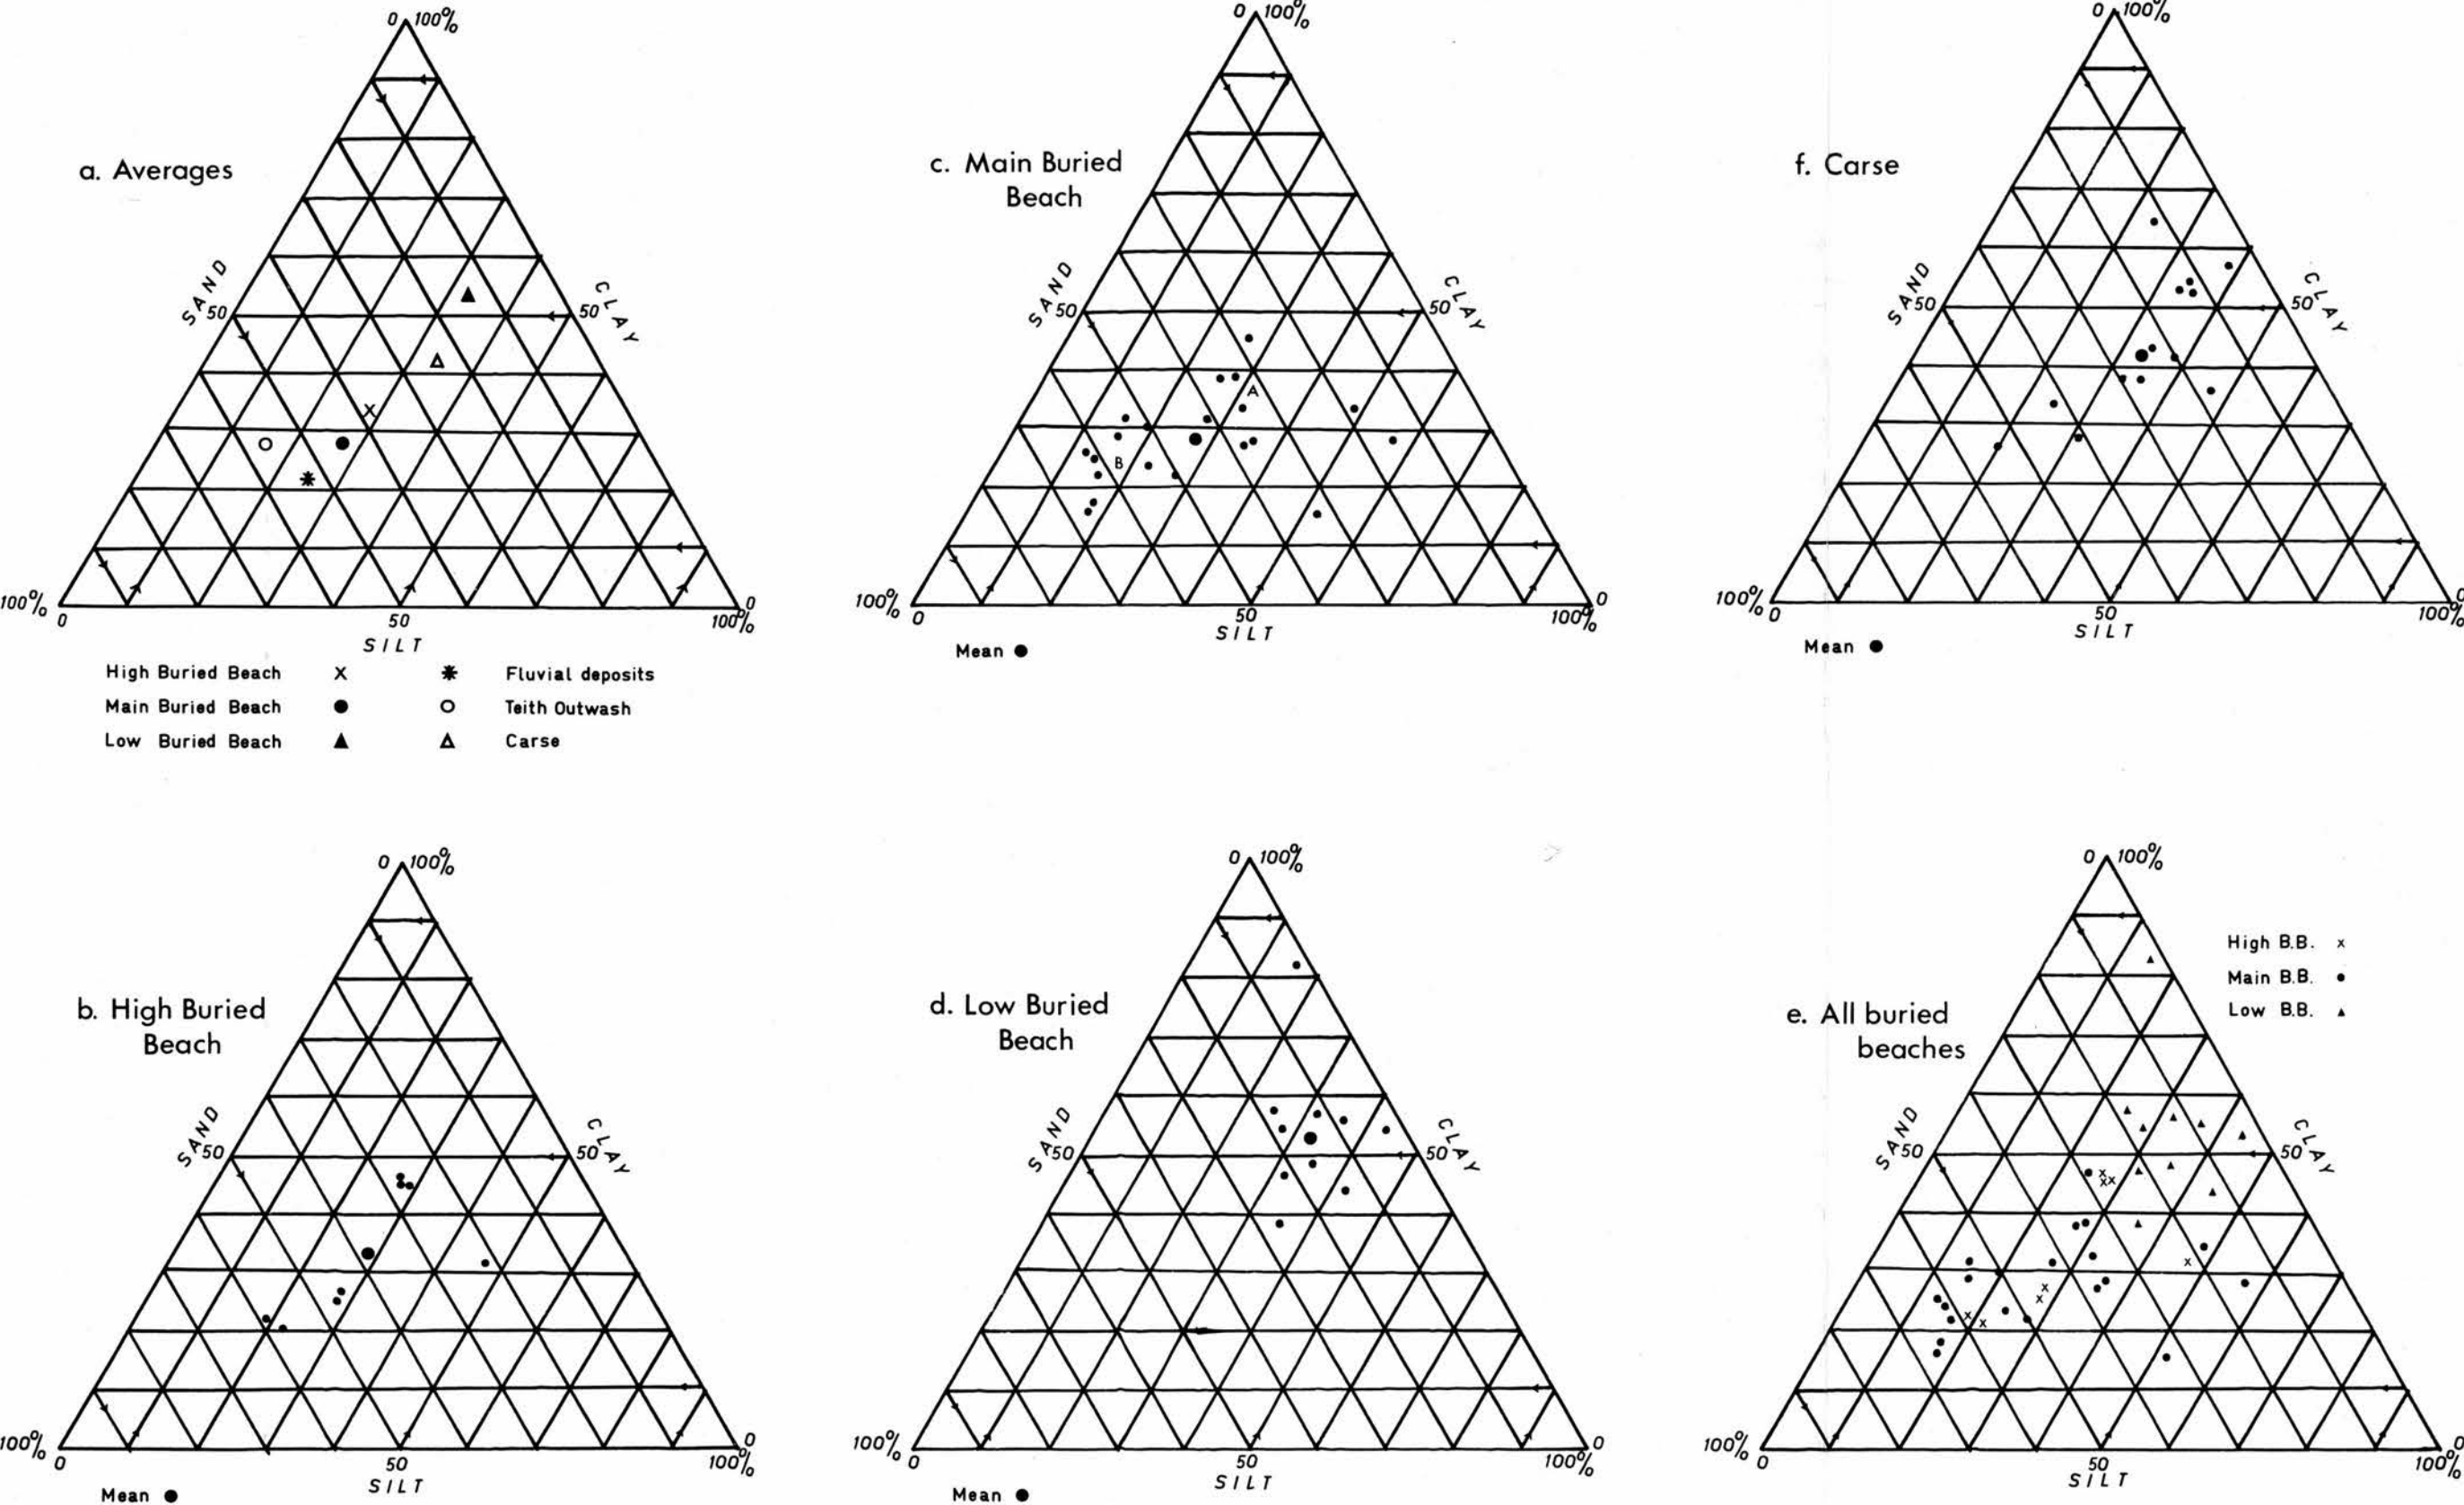 0 100%
a. Averages
SAND
50
CLAY
50
100%
0
50
0
100%
SILT
High Buried Beach x * Fluvial deposits
Main Buried Beach ● ○ Teith Outwash
Low Buried Beach ▲ △ Carse
0 100%
c. Main Buried
Beach
SAND
50
CLAY
50
A
B
100%
0
50
0
100%
SILT
Mean ●
0 100%
f. Carse
SAND
50
CLAY
50
100%
0
50
0
100%
SILT
Mean ●
0 100%
b. High Buried
Beach
SAND
50
CLAY
50
100%
0
50
0
100%
SILT
Mean ●
0 100%
d. Low Buried
Beach
SAND
50
CLAY
50
100%
0
50
0
100%
SILT
Mean ●
0 100%
High B.B. x
Main B.B. ●
Low B.B. ▲
e. All buried
beaches
SAND
50
CLAY
50
100%
0
50
0
100%
SILT